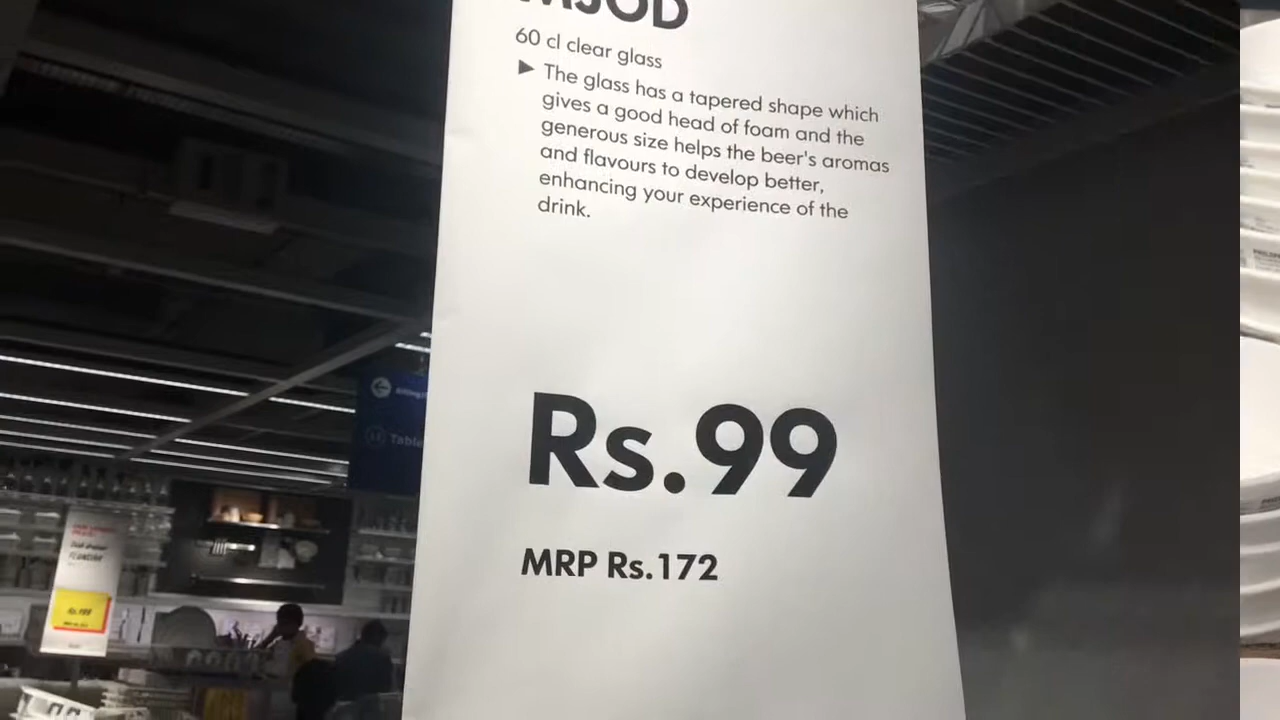 MJÖD
60 cl clear glass
▶ The glass has a tapered shape which
gives a good head of foam and the
generous size helps the beer's aromas
and flavours to develop better,
enhancing your experience of the
drink.
Rs.99
MRP Rs.172
Table